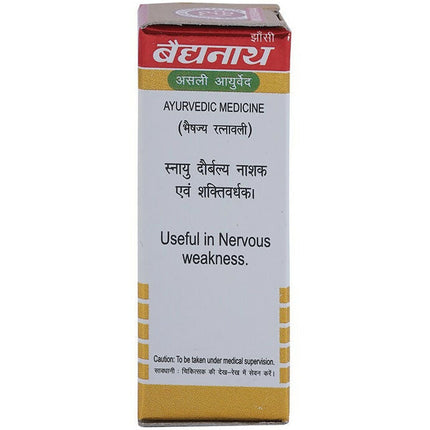 झाँसी
बैद्यनाथ
असली आयुर्वेद
AYURVEDIC MEDICINE
(भैषज्य रत्नावली)
स्नायु दौर्बल्य नाशक
एवं शक्तिवर्धक।
Useful in Nervous
weakness.
Caution: To be taken under medical supervision.
सावधानी : चिकित्सक की देख-रेख में सेवन करें।